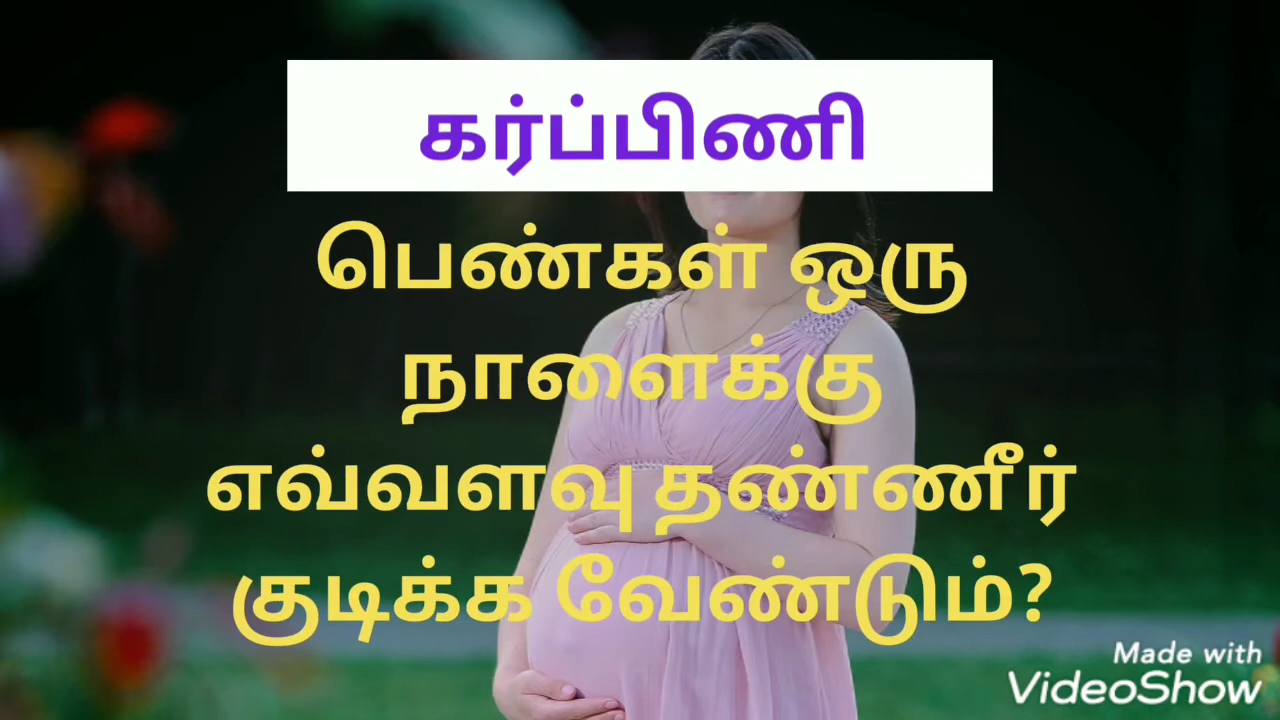 கர்ப்பிணி
பெண்கள் ஒரு
நாளைக்கு
எவ்வளவு தண்ணீர்
குடிக்க வேண்டும்?
Made with
VideoShow